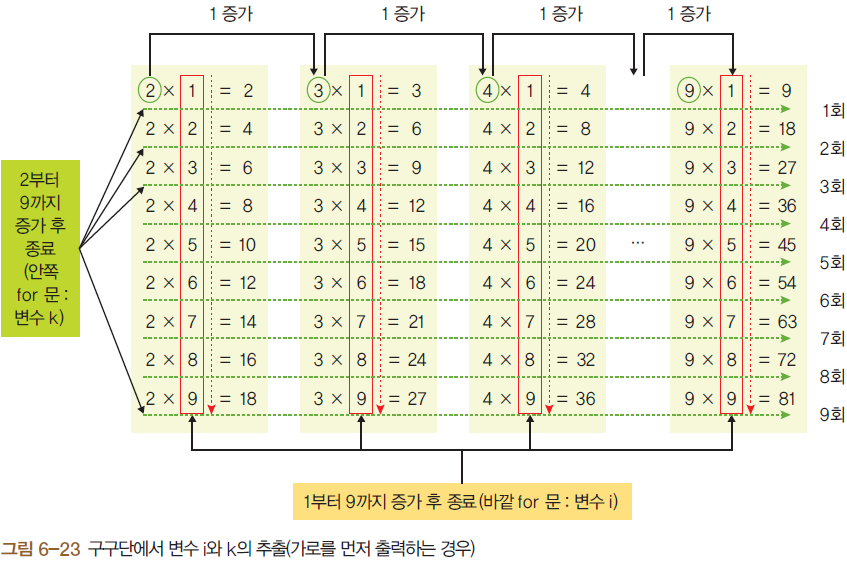 1 증가 1 증가 1 증가 1 증가
2 × 1 = 2 3 × 1 = 3 4 × 1 = 4 9 × 1 = 9
1회
2 × 2 = 4 3 × 2 = 6 4 × 2 = 8 9 × 2 = 18
2회
2 × 3 = 6 3 × 3 = 9 4 × 3 = 12 9 × 3 = 27
3회
2 × 4 = 8 3 × 4 = 12 4 × 4 = 16 9 × 4 = 36
4회
2 × 5 = 10 3 × 5 = 15 4 × 5 = 20 ··· 9 × 5 = 45
5회
2 × 6 = 12 3 × 6 = 18 4 × 6 = 24 9 × 6 = 54
6회
2 × 7 = 14 3 × 7 = 21 4 × 7 = 28 9 × 7 = 63
7회
2 × 8 = 16 3 × 8 = 24 4 × 8 = 32 9 × 8 = 72
8회
2 × 9 = 18 3 × 9 = 27 4 × 9 = 36 9 × 9 = 81
9회
2부터
9까지
증가 후
종료
(안쪽
for 문 :
변수 k)
1부터 9까지 증가 후 종료(바깥 for 문 : 변수 i)
그림 6-23 구구단에서 변수 i와 k의 추출(가로를 먼저 출력하는 경우)